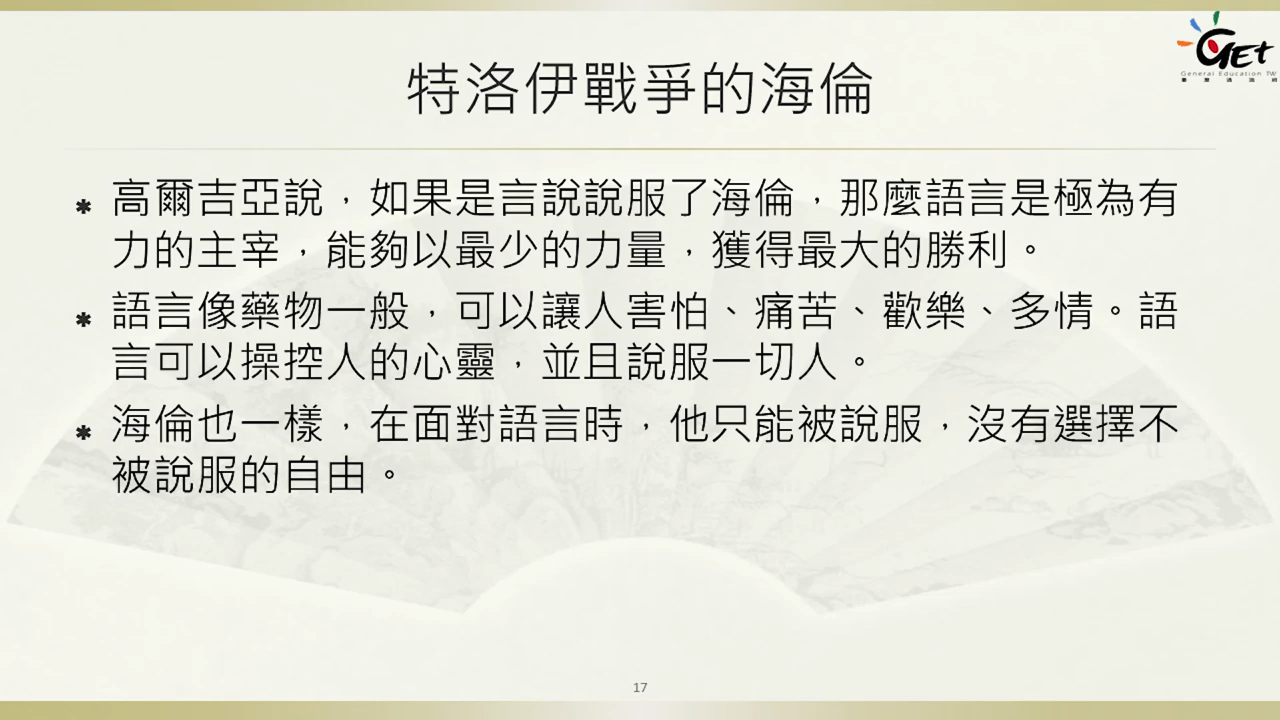 GET
General Education TW
特洛伊戰爭的海倫
* 高爾吉亞說，如果是言說說服了海倫，那麼語言是極為有
力的主宰，能夠以最少的力量，獲得最大的勝利。
* 語言像藥物一般，可以讓人害怕、痛苦、歡樂、多情。語
言可以操控人的心靈，並且說服一切人。
* 海倫也一樣，在面對語言時，他只能被說服，沒有選擇不
被說服的自由。
17